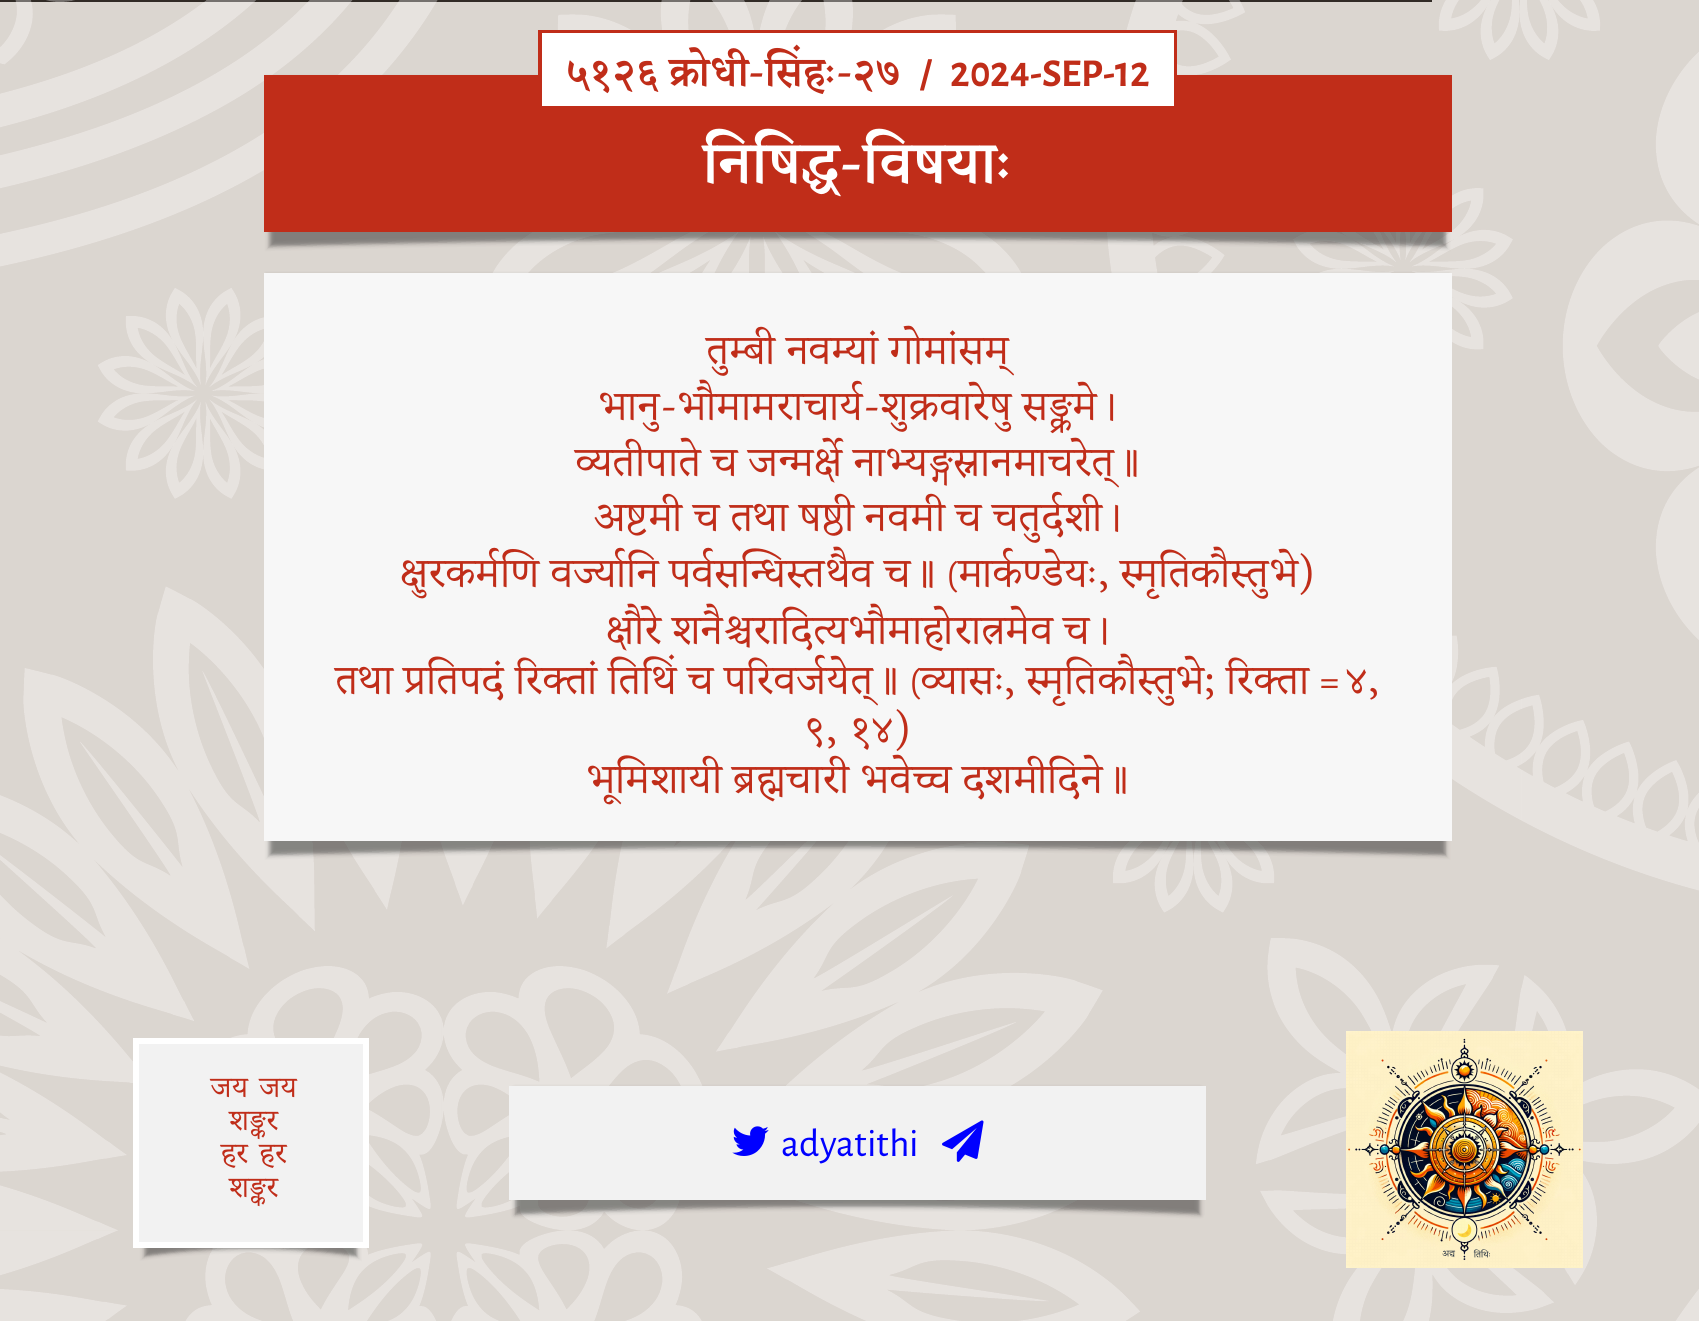 ५१२६ क्रोधी-सिंहः-२७ / 2024-SEP-12
निषिद्ध-विषयाः
तुम्बी नवम्यां गोमांसम्
भानु-भौमामराचार्य-शुक्रवारेषु सङ्क्रमे।
व्यतीपाते च जन्मर्क्षे नाभ्यङ्गस्नानमाचरेत्॥
अष्टमी च तथा षष्ठी नवमी च चतुर्दशी।
क्षुरकर्मणि वर्ज्यानि पर्वसन्धिस्तथैव च॥ (मार्कण्डेयः, स्मृतिकौस्तुभे)
क्षौरे शनैश्चरादित्यभौमाहोरात्रमेव च।
तथा प्रतिपदं रिक्तां तिथिं च परिवर्जयेत्॥ (व्यासः, स्मृतिकौस्तुभे; रिक्ता = ४,
९, १४)
भूमिशायी ब्रह्मचारी भवेच्च दशमीदिने॥
जय जय
शङ्कर
हर हर
शङ्कर
adyatithi
अद्य तिथिः